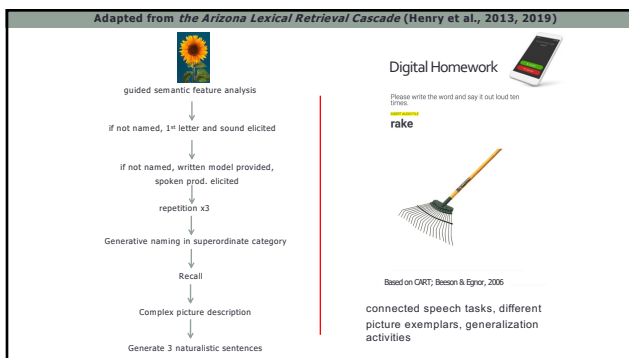 Adapted from the Arizona Lexical Retrieval Cascade (Henry et al., 2013, 2019)
guided semantic feature analysis
if not named, 1st letter and sound elicited
if not named, written model provided,
spoken prod. elicited
repetition x3
Generative naming in superordinate category
Recall
Complex picture description
Generate 3 naturalistic sentences
Digital Homework
Please write the word and say it out loud ten
times.
rake
Based on CART; Beeson & Egnor, 2006
connected speech tasks, different
picture exemplars, generalization
activities